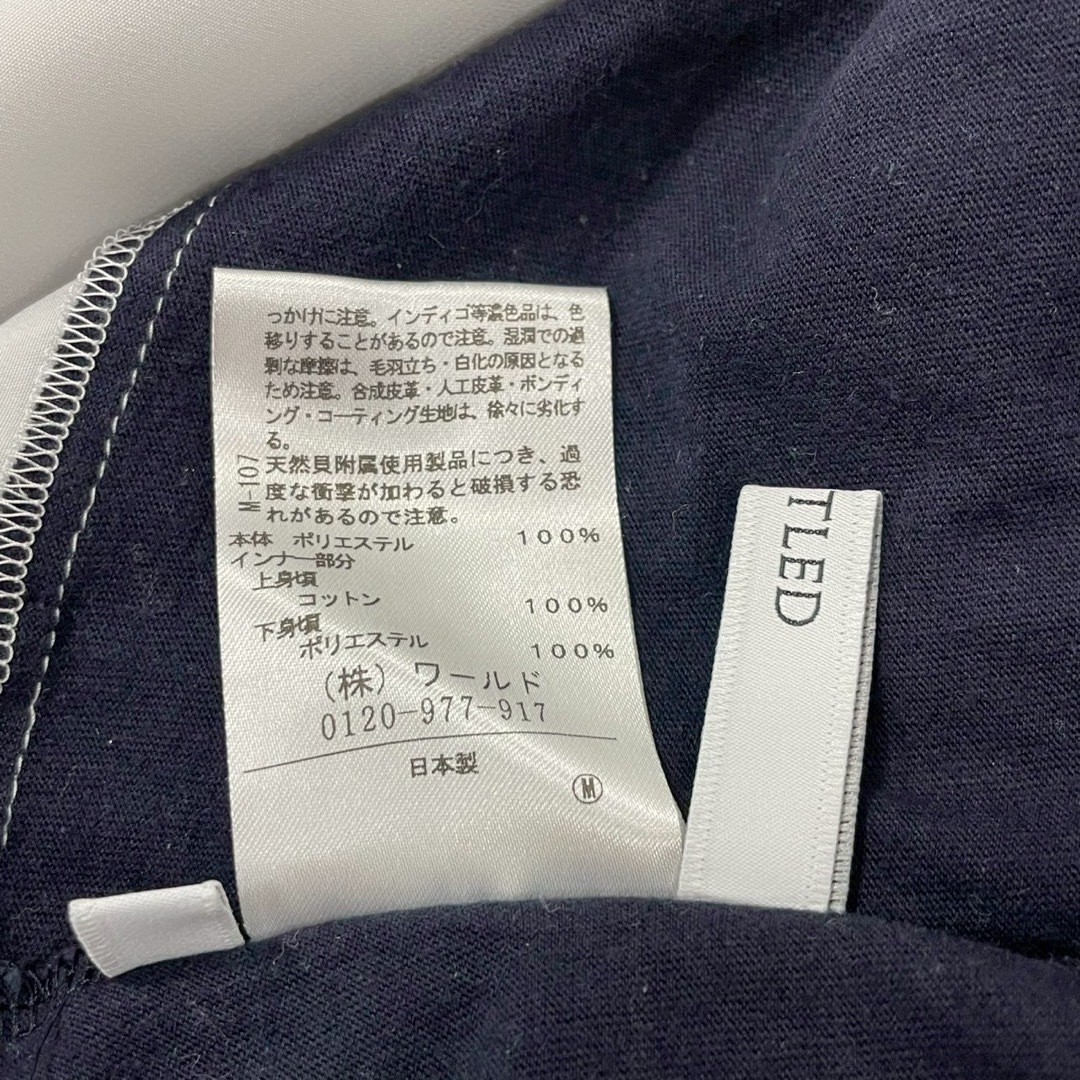 っかけに注意。インディゴ等濃色品は、色
移りすることがあるので注意。湿潤での過
剰な摩擦は、毛羽立ち・白化の原因となる
ため注意。合成皮革・人工皮革・ボンディ
ング・コーティング生地は、徐々に劣化す
る。
天然貝附属使用製品につき、過
度な衝撃が加わると破損する恐
れがあるので注意。
W-107
本体 ポリエステル 100%
インナー部分
上身頃
コットン 100%
下身頃
ポリエステル 100%
(株) ワールド
0120-977-917
日本製
M
TLED